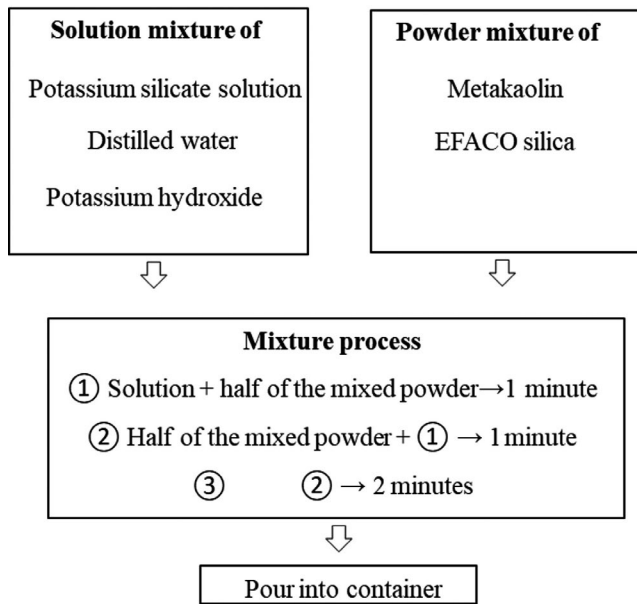 Solution mixture of
Potassium silicate solution
Distilled water
Potassium hydroxide
Powder mixture of
Metakaolin
EFACO silica
Mixture process
① Solution + half of the mixed powder→1 minute
② Half of the mixed powder + ① → 1 minute
③ ② → 2 minutes
Pour into container